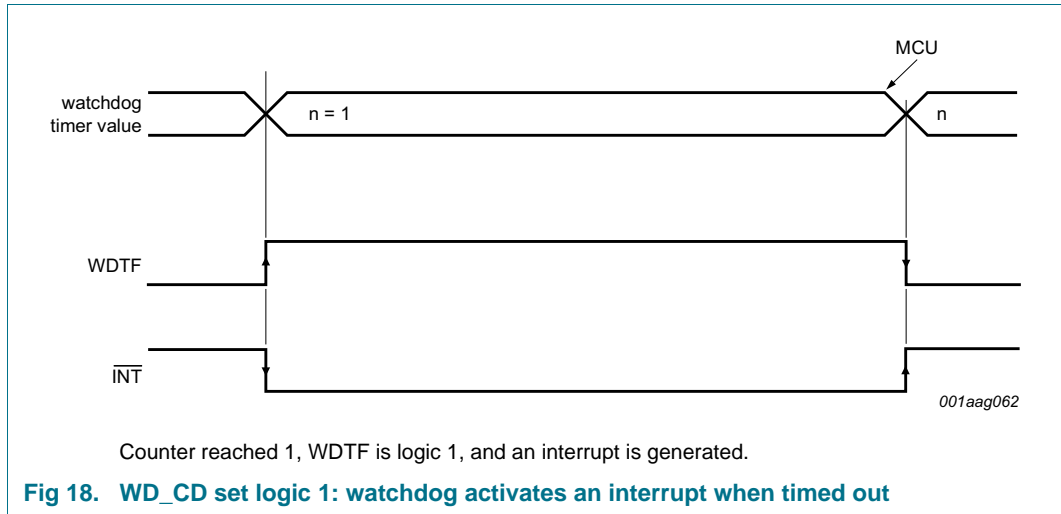 MCU
watchdog
timer value
n = 1
n
WDTF
INT
001aag062
Counter reached 1, WDTF is logic 1, and an interrupt is generated.
Fig 18. WD_CD set logic 1: watchdog activates an interrupt when timed out